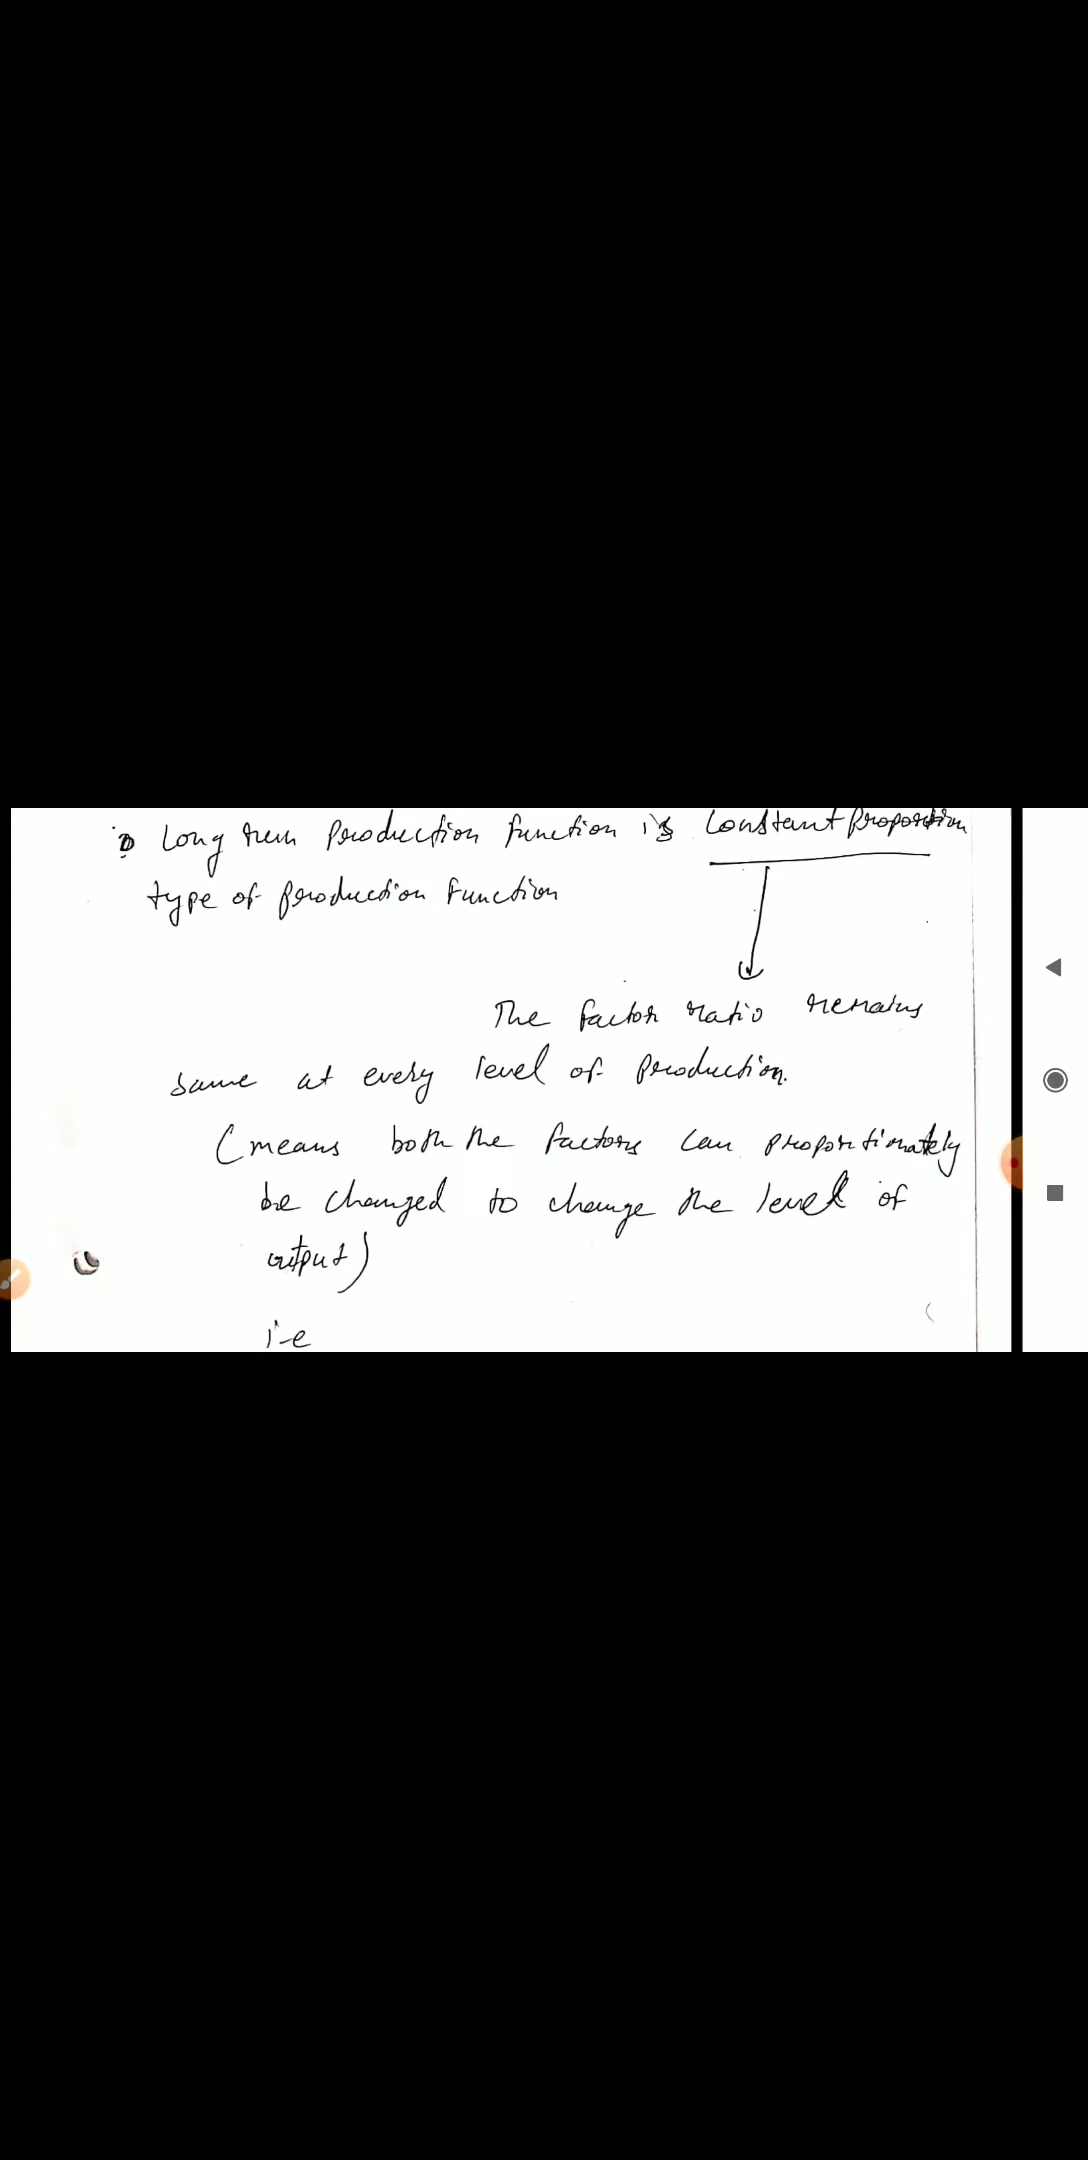 Long run Production function is Constant Proportion
type of production function
The factor ratio remains
same at every level of Production.
(means both the factors can proportionately
be changed to change the level of
output)
i-e